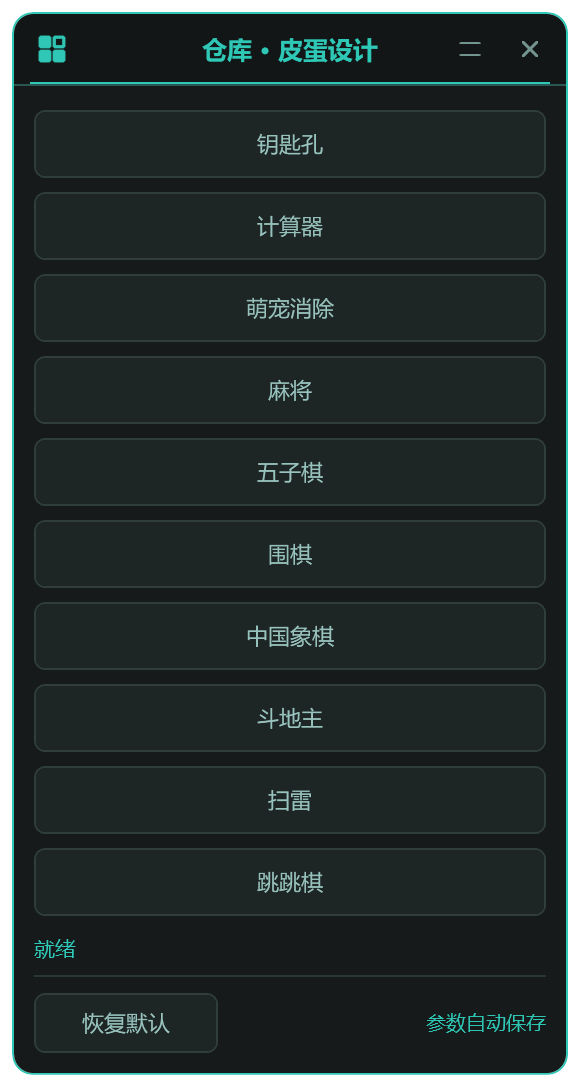 仓库·皮蛋设计
钥匙孔
计算器
萌宠消除
麻将
五子棋
围棋
中国象棋
斗地主
扫雷
跳跳棋
就绪
恢复默认
参数自动保存